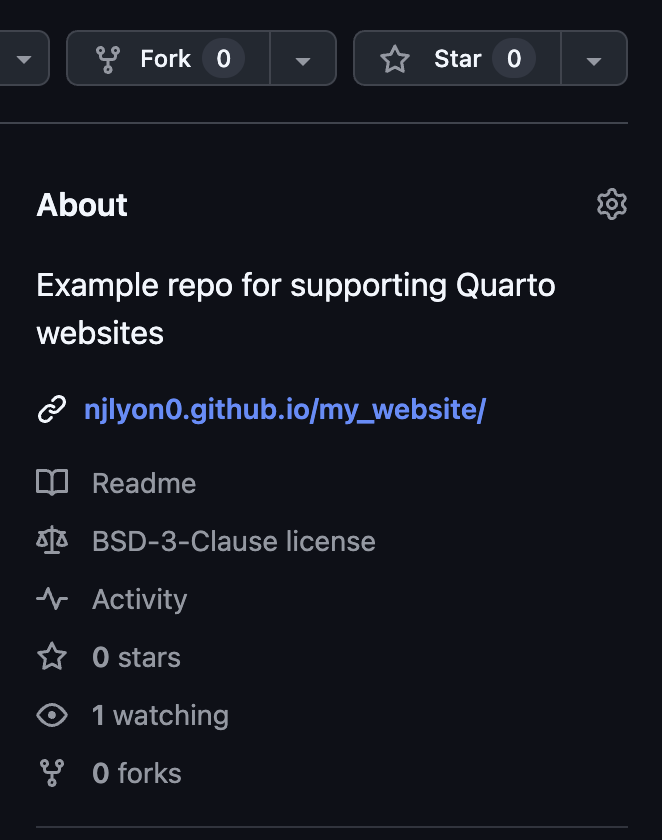 Fork 0 Star 0
About
Example repo for supporting Quarto
websites
njlyon0.github.io/my_website/
Readme
BSD-3-Clause license
Activity
0 stars
1 watching
0 forks